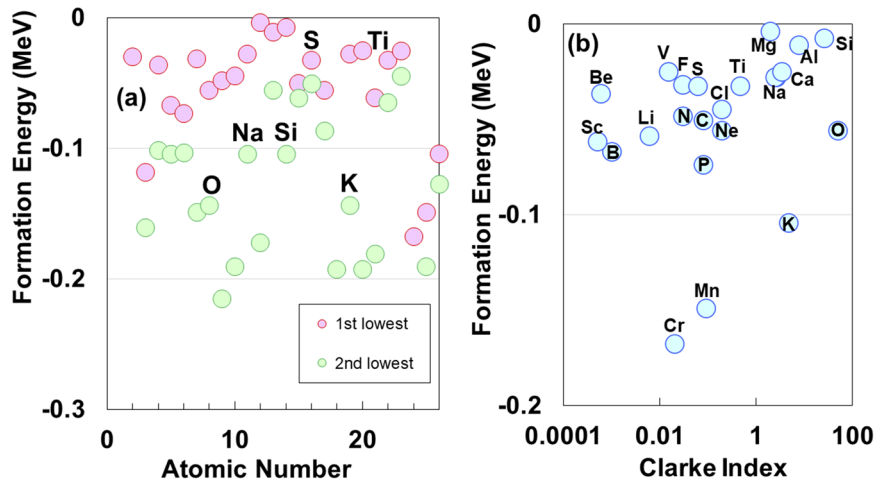 0
-0.1
-0.2
-0.3
Formation Energy (MeV)
(a)
S
Ti
Na
Si
O
K
1st lowest
2nd lowest
0
10
20
Atomic Number
0
-0.1
-0.2
Formation Energy (MeV)
(b)
Mg
Si
Al
V
F
S
Ti
Ca
Na
Be
Cl
Li
N
C
Ne
O
Sc
B
P
K
Mn
Cr
0.0001
0.01
1
100
Clarke Index